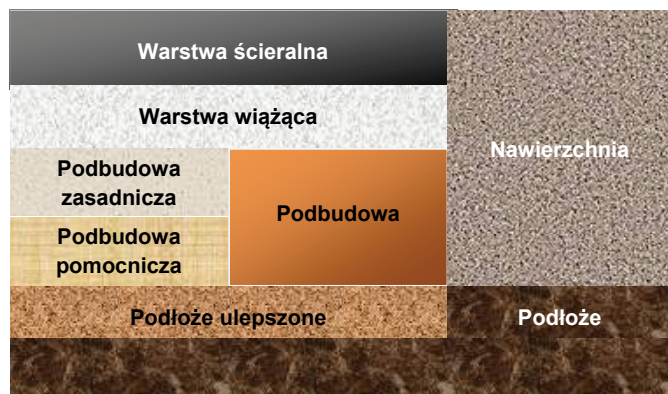 Warstwa ścieralna
Warstwa wiążąca
Nawierzchnia
Podbudowa
zasadnicza
Podbudowa
Podbudowa
pomocnicza
Podłoże ulepszone
Podłoże